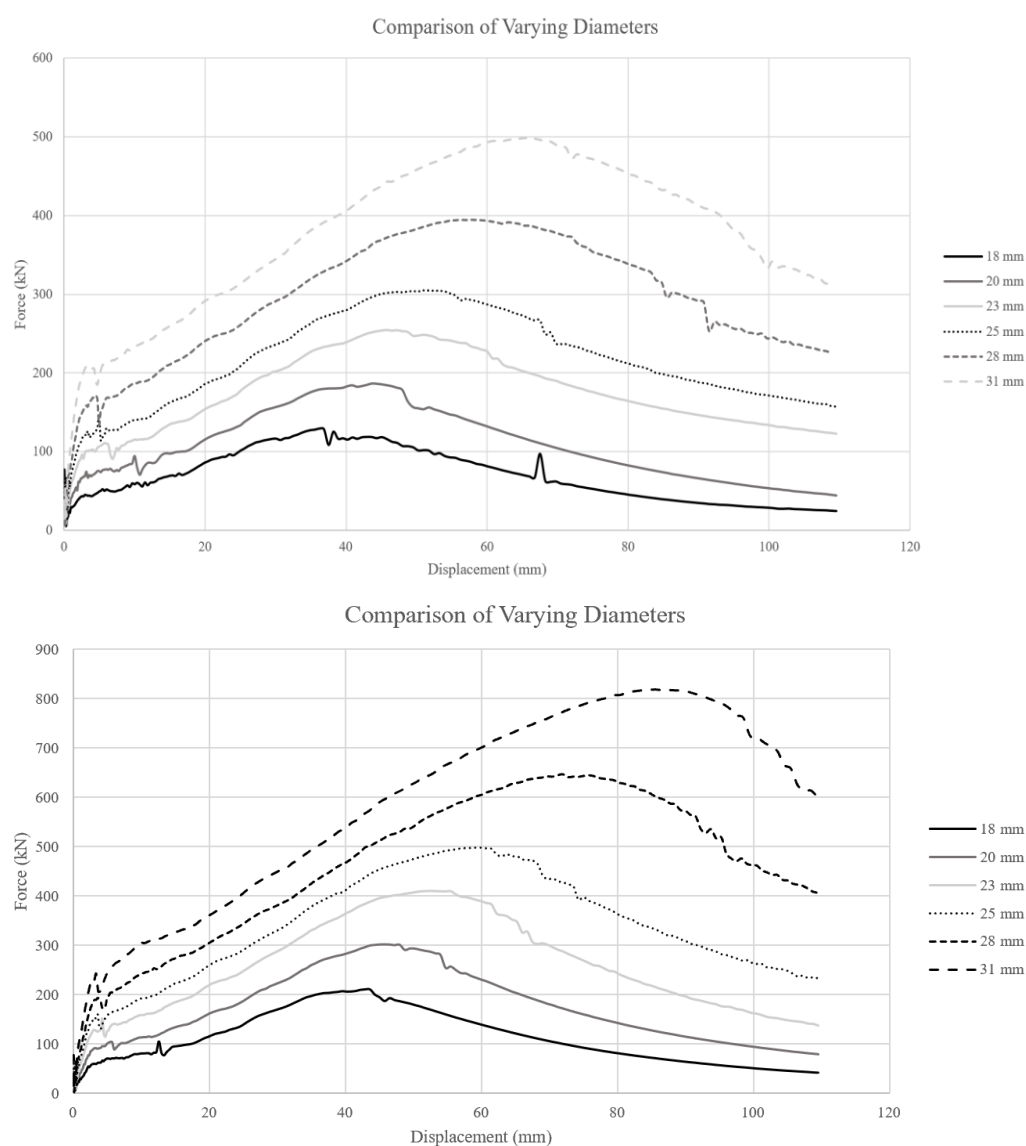 Comparison of Varying Diameters
600
500
400
300
200
100
0
Force (kN)
0 20 40 60 80 100 120
Displacement (mm)
18 mm
20 mm
23 mm
25 mm
28 mm
31 mm
Comparison of Varying Diameters
900
800
700
600
500
400
300
200
100
0
Force (kN)
0 20 40 60 80 100 120
Displacement (mm)
18 mm
20 mm
23 mm
25 mm
28 mm
31 mm